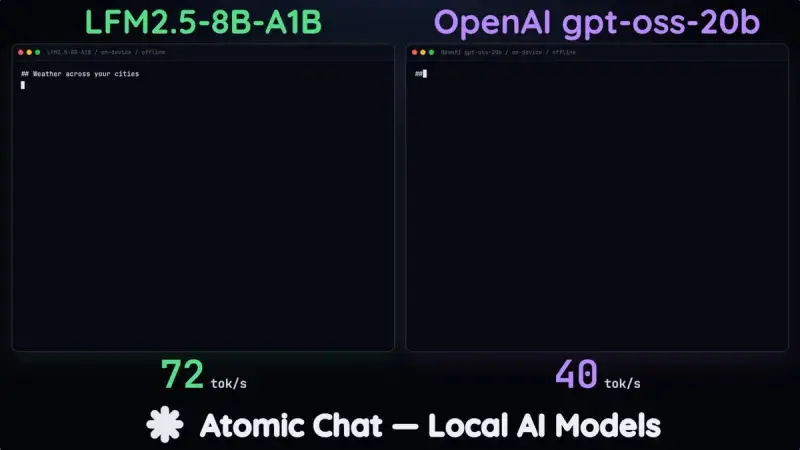 LFM2.5-8B-A1B
OpenAI gpt-oss-20b
LFM2.5-8B-A1B / on-device / offline
OpenAI gpt-oss-20b / on-device / offline
## Weather across your cities
##
72 tok/s
40 tok/s
Atomic Chat — Local AI Models